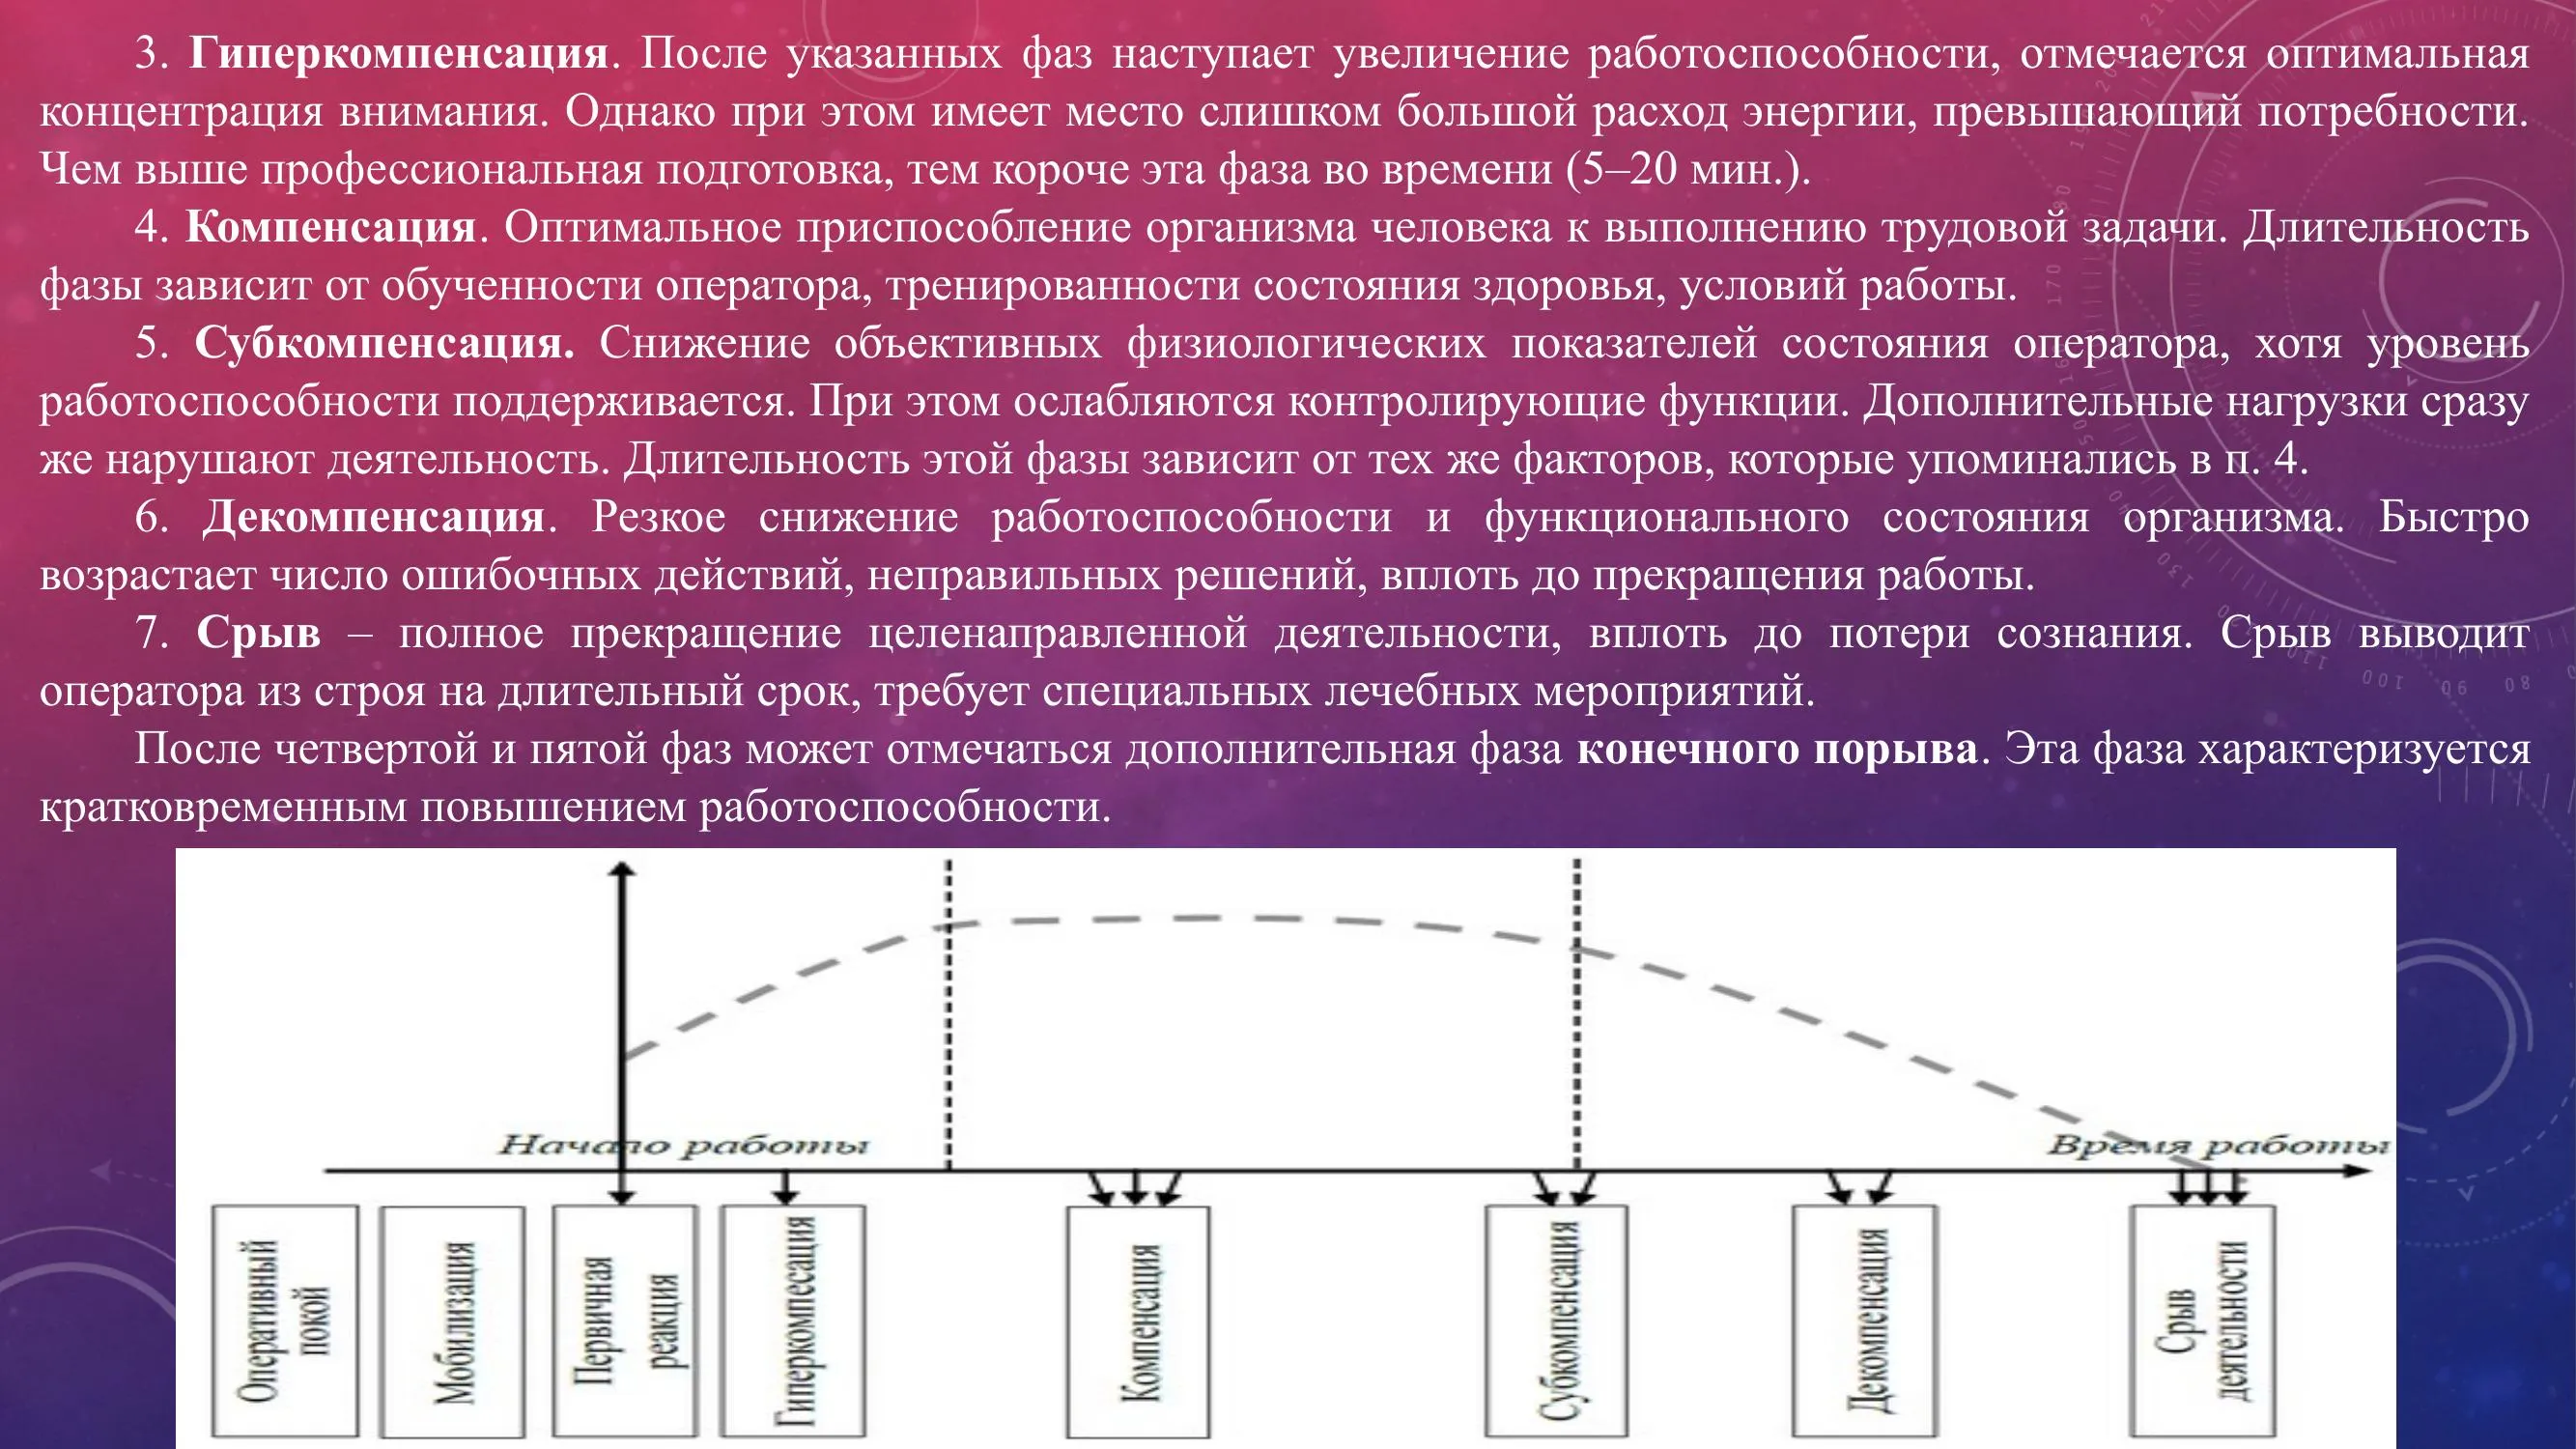 3. Гиперкомпенсация. После указанных фаз наступает увеличение работоспособности, отмечается оптимальная
концентрация внимания. Однако при этом имеет место слишком большой расход энергии, превышающий потребности.
Чем выше профессиональная подготовка, тем короче эта фаза во времени (5–20 мин.).
4. Компенсация. Оптимальное приспособление организма человека к выполнению трудовой задачи. Длительность
фазы зависит от обученности оператора, тренированности состояния здоровья, условий работы.
5. Субкомпенсация. Снижение объективных физиологических показателей состояния оператора, хотя уровень
работоспособности поддерживается. При этом ослабляются контролирующие функции. Дополнительные нагрузки сразу
же нарушают деятельность. Длительность этой фазы зависит от тех же факторов, которые упоминались в п. 4.
6. Декомпенсация. Резкое снижение работоспособности и функционального состояния организма. Быстро
возрастает число ошибочных действий, неправильных решений, вплоть до прекращения работы.
7. Срыв – полное прекращение целенаправленной деятельности, вплоть до потери сознания. Срыв выводит
оператора из строя на длительный срок, требует специальных лечебных мероприятий.
После четвертой и пятой фаз может отмечаться дополнительная фаза конечного порыва. Эта фаза характеризуется
кратковременным повышением работоспособности.
Начало работы
Время работы
Оперативный
покой
Мобилизация
Первичная
реакция
Гиперкомпесация
Компенсация
Субкомпенсация
Декомпенсация
Срыв
деятельности